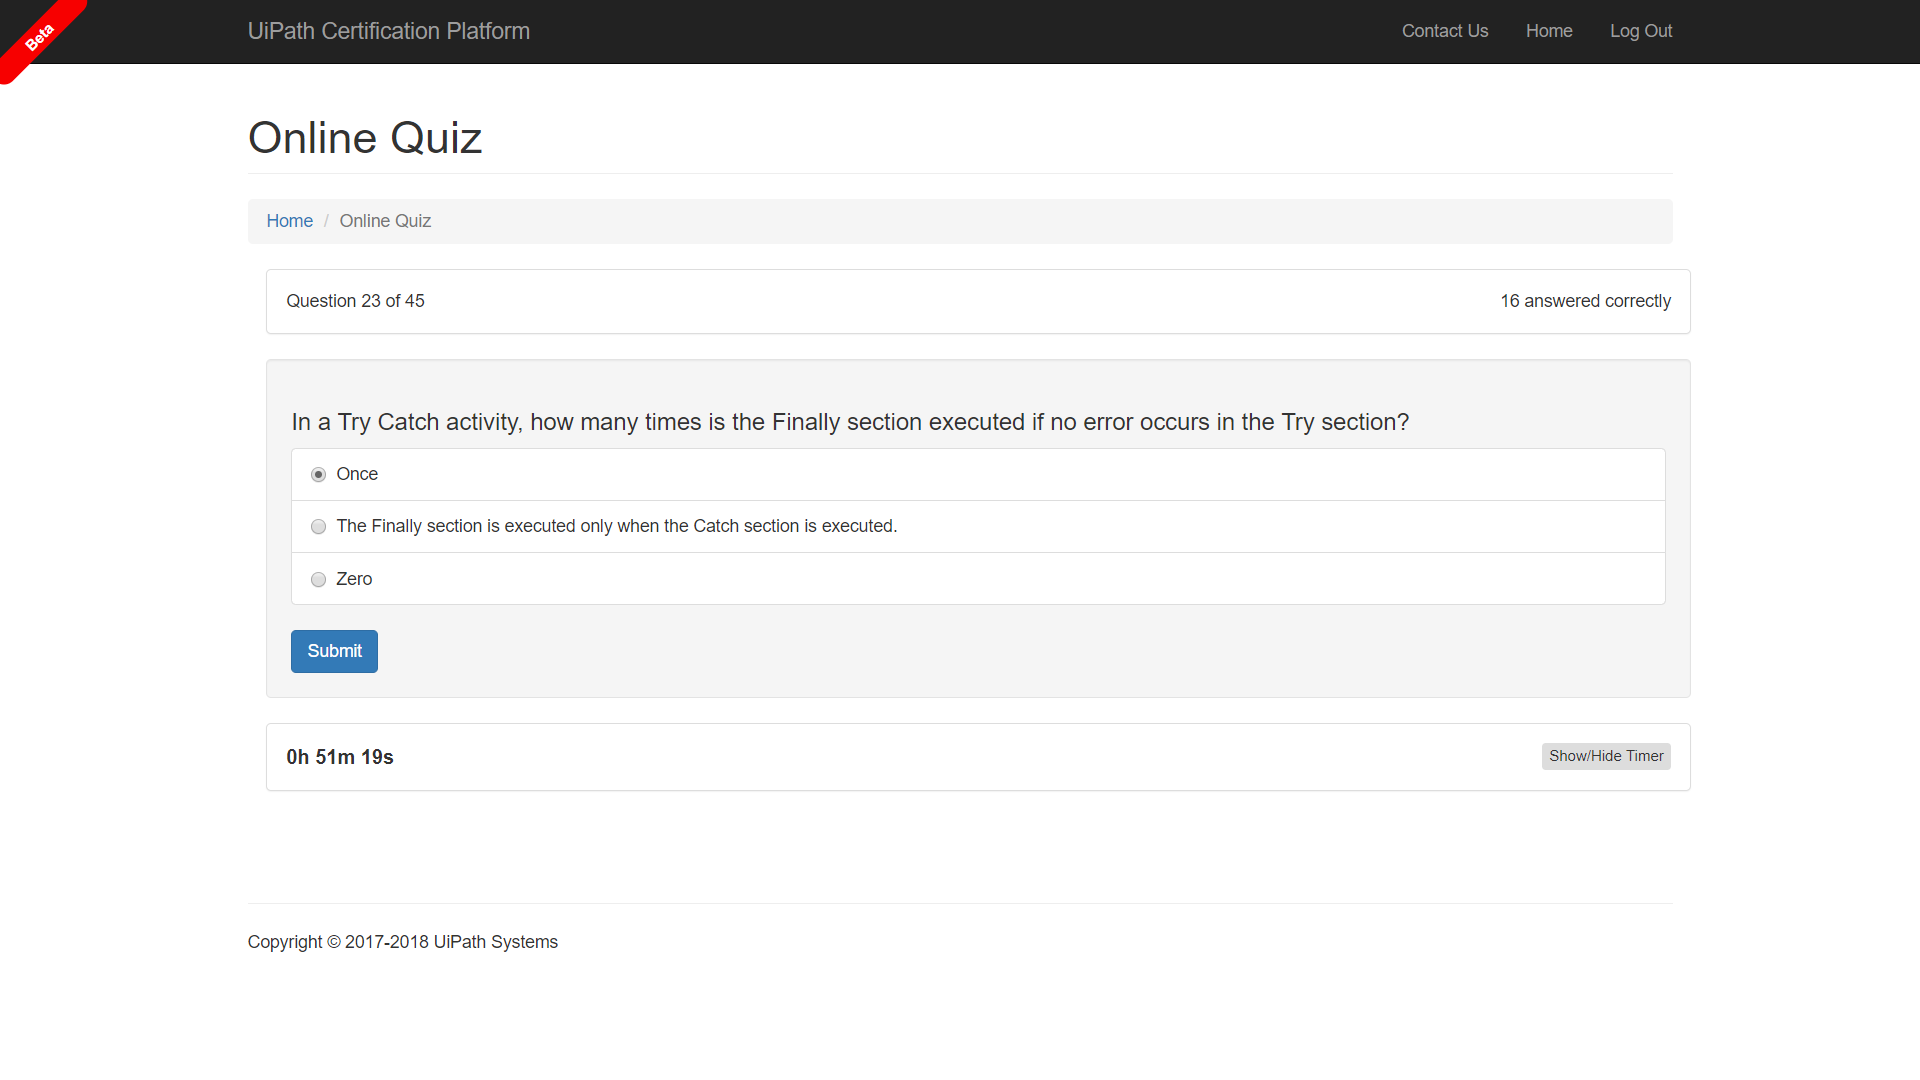 Beta
UiPath Certification Platform
Contact Us
Home
Log Out
Online Quiz
Home / Online Quiz
Question 23 of 45
16 answered correctly
In a Try Catch activity, how many times is the Finally section executed if no error occurs in the Try section?
Once
The Finally section is executed only when the Catch section is executed.
Zero
Submit
0h 51m 19s
Show/Hide Timer
Copyright © 2017-2018 UiPath Systems